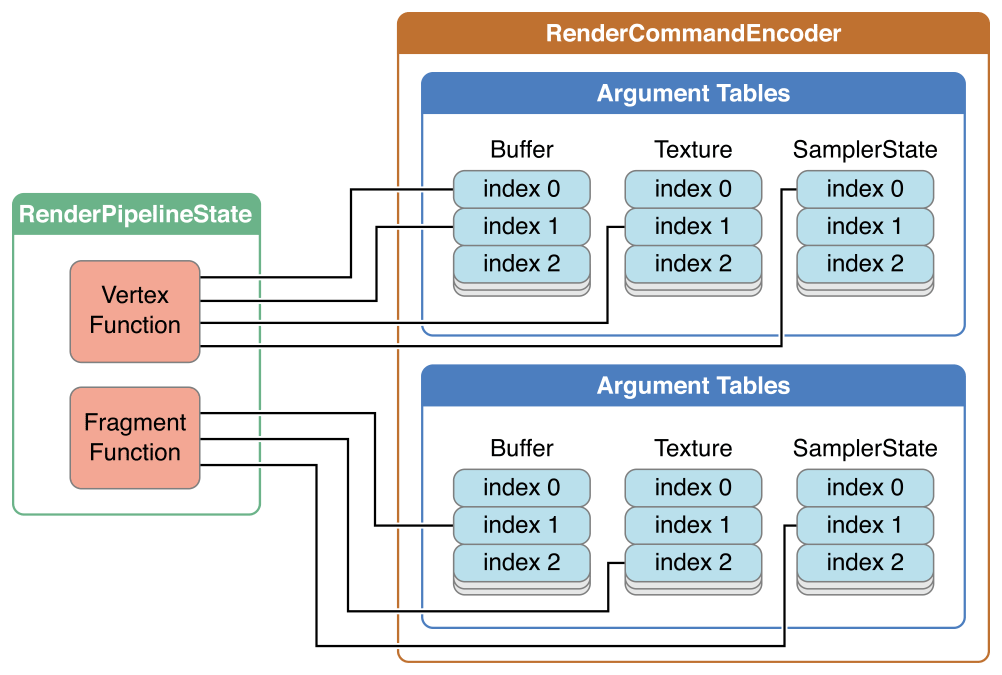 RenderCommandEncoder
Argument Tables
Buffer Texture SamplerState
index 0 index 0 index 0
index 1 index 1 index 1
index 2 index 2 index 2
RenderPipelineState
Vertex
Function
Fragment
Function
Argument Tables
Buffer Texture SamplerState
index 0 index 0 index 0
index 1 index 1 index 1
index 2 index 2 index 2